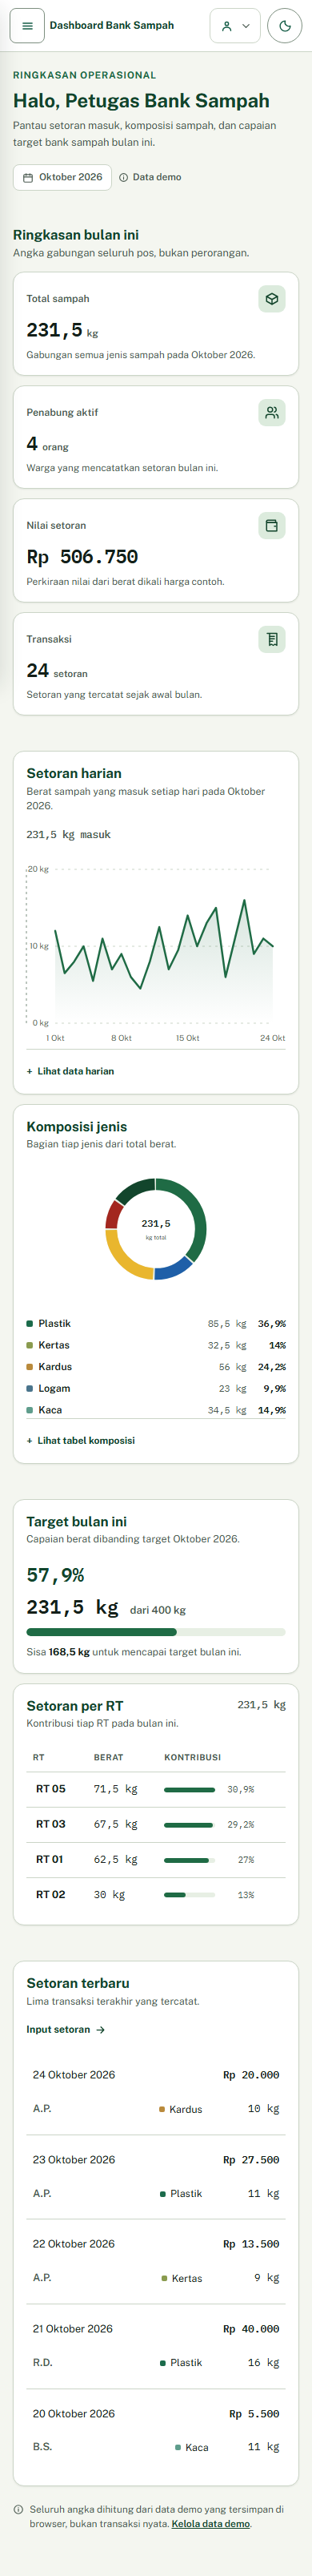 Dashboard Bank Sampah
RINGKASAN OPERASIONAL
Halo, Petugas Bank Sampah
Pantau setoran masuk, komposisi sampah, dan capaian
target bank sampah bulan ini.
Oktober 2026
Data demo
Ringkasan bulan ini
Angka gabungan seluruh pos, bukan perorangan.
Total sampah
231,5 kg
Gabungan semua jenis sampah pada Oktober 2026.
Penabung aktif
4 orang
Warga yang mencatatkan setoran bulan ini.
Nilai setoran
Rp 506.750
Perkiraan nilai dari berat dikali harga contoh.
Transaksi
24 setoran
Setoran yang tercatat sejak awal bulan.
Setoran harian
Berat sampah yang masuk setiap hari pada Oktober
2026.
231,5 kg masuk
20 kg
10 kg
0 kg
1 Okt 8 Okt 15 Okt 24 Okt
+ Lihat data harian
Komposisi jenis
Bagian tiap jenis dari total berat.
231,5
kg total
Plastik 85,5 kg 36,9%
Kertas 32,5 kg 14%
Kardus 56 kg 24,2%
Logam 23 kg 9,9%
Kaca 34,5 kg 14,9%
+ Lihat tabel komposisi
Target bulan ini
Capaian berat dibanding target Oktober 2026.
57,9%
231,5 kg dari 400 kg
Sisa 168,5 kg untuk mencapai target bulan ini.
Setoran per RT 231,5 kg
Kontribusi tiap RT pada bulan ini.
RT BERAT KONTRIBUSI
RT 05 71,5 kg 30,9%
RT 03 67,5 kg 29,2%
RT 01 62,5 kg 27%
RT 02 30 kg 13%
Setoran terbaru
Lima transaksi terakhir yang tercatat.
Input setoran →
24 Oktober 2026 Rp 20.000
A.P. Kardus 10 kg
23 Oktober 2026 Rp 27.500
A.P. Plastik 11 kg
22 Oktober 2026 Rp 13.500
A.P. Kertas 9 kg
21 Oktober 2026 Rp 40.000
R.D. Plastik 16 kg
20 Oktober 2026 Rp 5.500
B.S. Kaca 11 kg
Seluruh angka dihitung dari data demo yang tersimpan di
browser, bukan transaksi nyata. Kelola data demo.